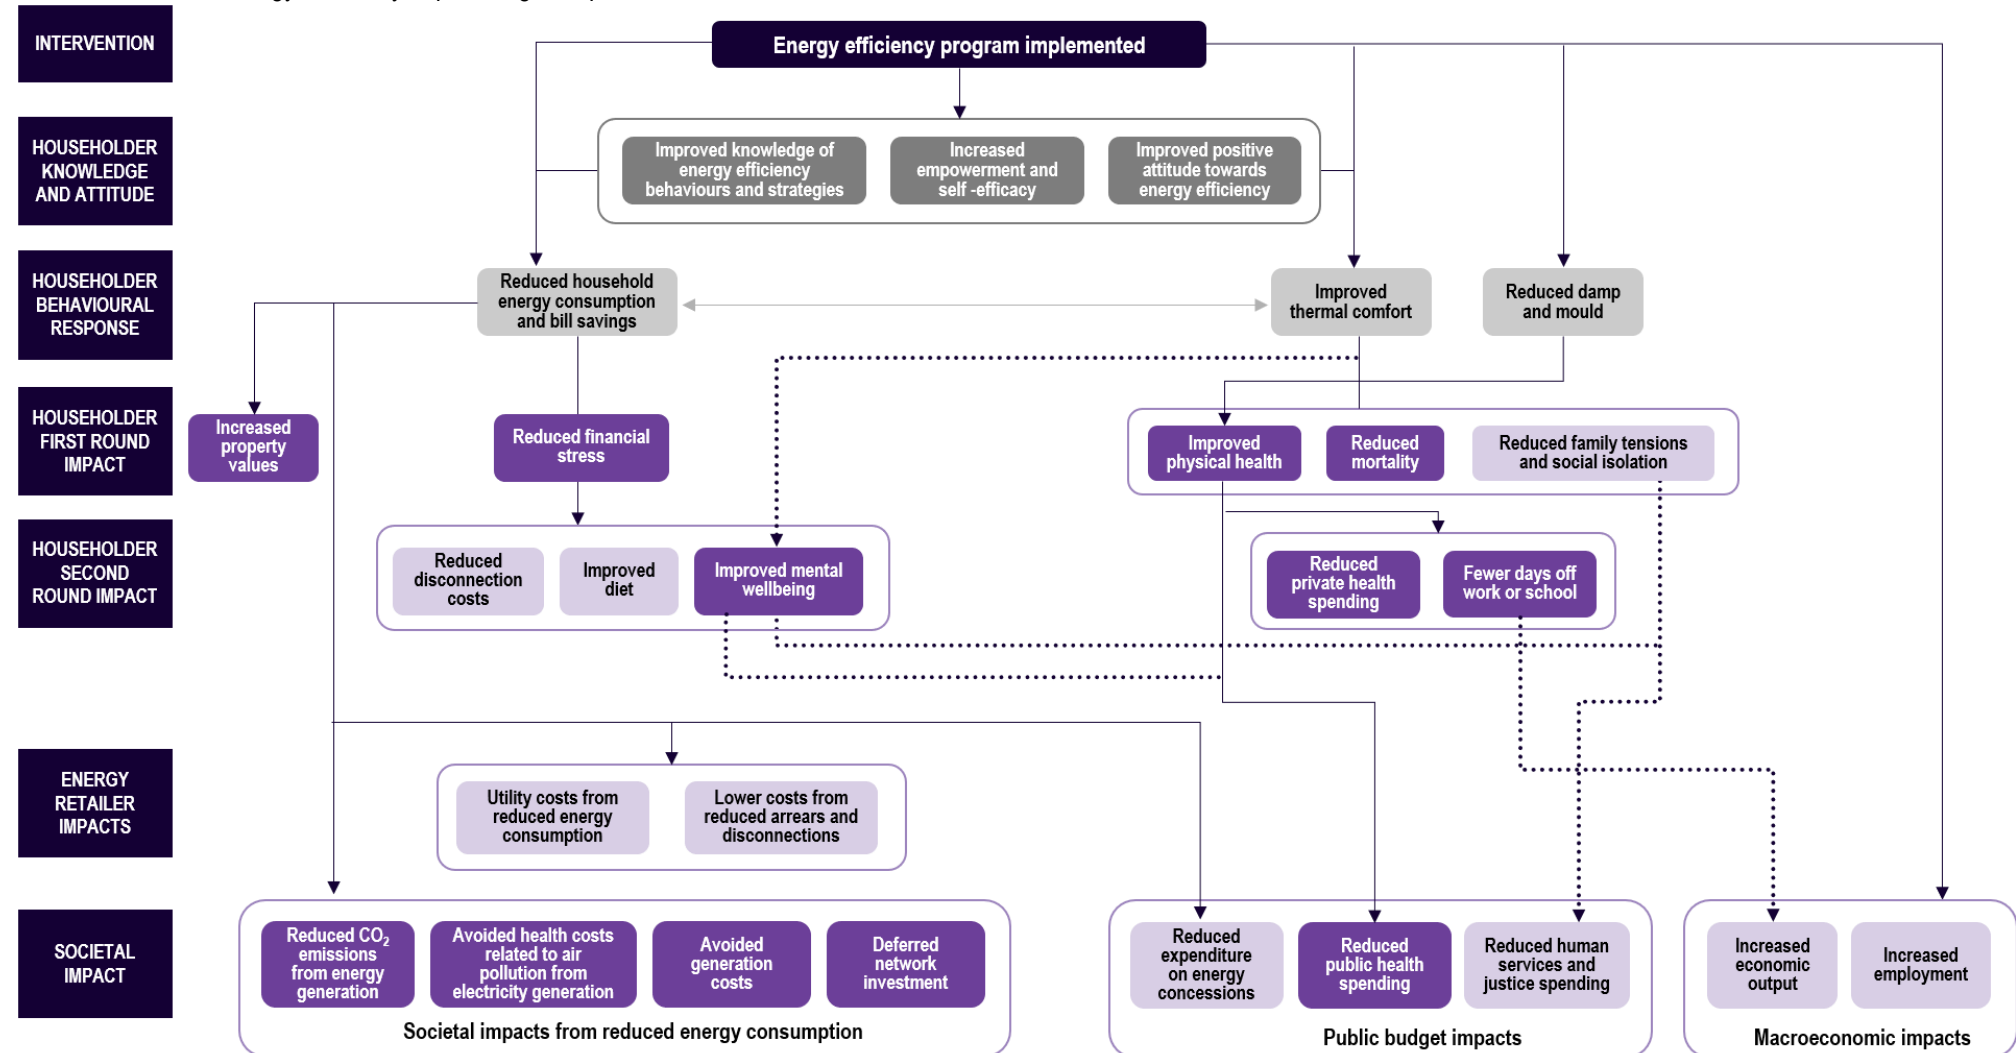 INTERVENTION
Energy efficiency program implemented
HOUSEHOLDER
KNOWLEDGE
AND ATTITUDE
Improved knowledge of
energy efficiency
behaviours and strategies
Increased
empowerment and
self -efficacy
Improved positive
attitude towards
energy efficiency
HOUSEHOLDER
BEHAVIOURAL
RESPONSE
Reduced household
energy consumption
and bill savings
Improved
thermal comfort
Reduced damp
and mould
HOUSEHOLDER
FIRST ROUND
IMPACT
Increased
property
values
Reduced financial
stress
Improved
physical health
Reduced
mortality
Reduced family tensions
and social isolation
HOUSEHOLDER
SECOND
ROUND IMPACT
Reduced
disconnection
costs
Improved
diet
Improved mental
wellbeing
Reduced
private health
spending
Fewer days off
work or school
ENERGY
RETAILER
IMPACTS
Utility costs from
reduced energy
consumption
Lower costs from
reduced arrears and
disconnections
SOCIETAL
IMPACT
Reduced CO2
emissions
from energy
generation
Avoided health costs
related to air
pollution from
electricity generation
Avoided
generation
costs
Deferred
network
investment
Societal impacts from reduced energy consumption
Reduced
expenditure
on energy
concessions
Reduced
public health
spending
Reduced human
services and
justice spending
Public budget impacts
Increased
economic
output
Increased
employment
Macroeconomic impacts